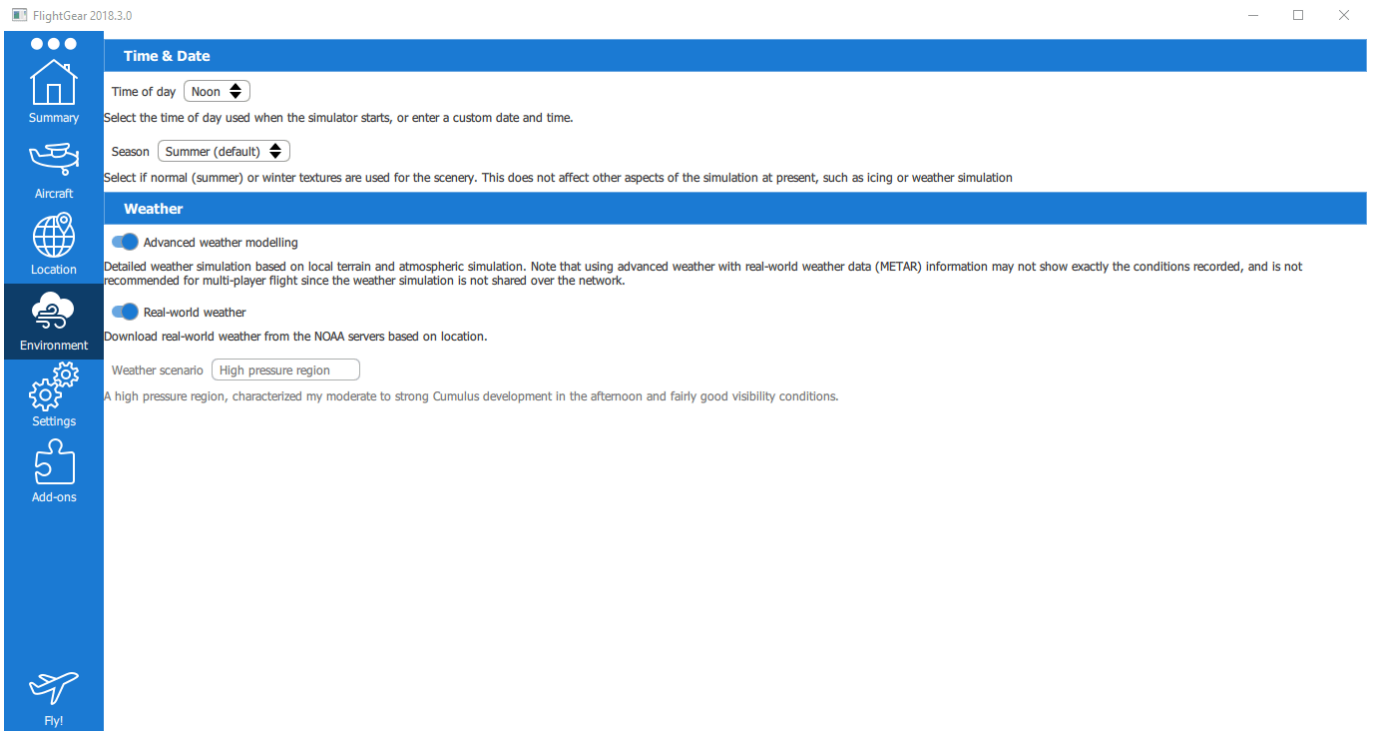 FlightGear 2018.3.0
Summary
Aircraft
Location
Environment
Settings
Add-ons
Fly!
Time & Date
Time of day Noon
Select the time of day used when the simulator starts, or enter a custom date and time.
Season Summer (default)
Select if normal (summer) or winter textures are used for the scenery. This does not affect other aspects of the simulation at present, such as icing or weather simulation
Weather
Advanced weather modelling
Detailed weather simulation based on local terrain and atmospheric simulation. Note that using advanced weather with real-world weather data (METAR) information may not show exactly the conditions recorded, and is not
recommended for multi-player flight since the weather simulation is not shared over the network.
Real-world weather
Download real-world weather from the NOAA servers based on location.
Weather scenario High pressure region
A high pressure region, characterized my moderate to strong Cumulus development in the afternoon and fairly good visibility conditions.